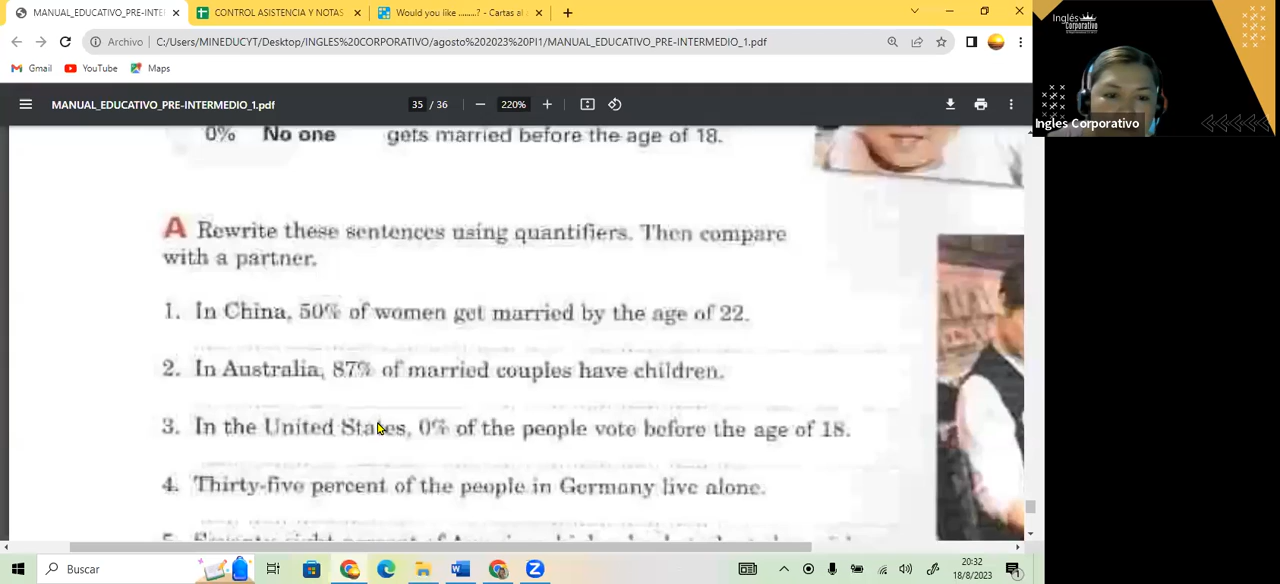 MANUAL_EDUCATIVO_PRE-INTER
CONTROL ASISTENCIA Y NOTAS
Would you like ........? - Cartas al
Archivo
C:/Users/MINEDUCYT/Desktop/INGLES%20CORPORATIVO/agosto%202023%20PI1/MANUAL_EDUCATIVO_PRE-INTERMEDIO_1.pdf
Gmail
YouTube
Maps
MANUAL_EDUCATIVO_PRE-INTERMEDIO_1.pdf
35 / 36
220%
Inglés
Corporativo
Ingles Corporativo
0% No one gets married before the age of 18.
A Rewrite these sentences using quantifiers. Then compare
with a partner.
1. In China, 50% of women get married by the age of 22.
2. In Australia, 87% of married couples have children.
3. In the United States, 0% of the people vote before the age of 18.
4. Thirty-five percent of the people in Germany live alone.
Buscar
20:32
18/8/2023